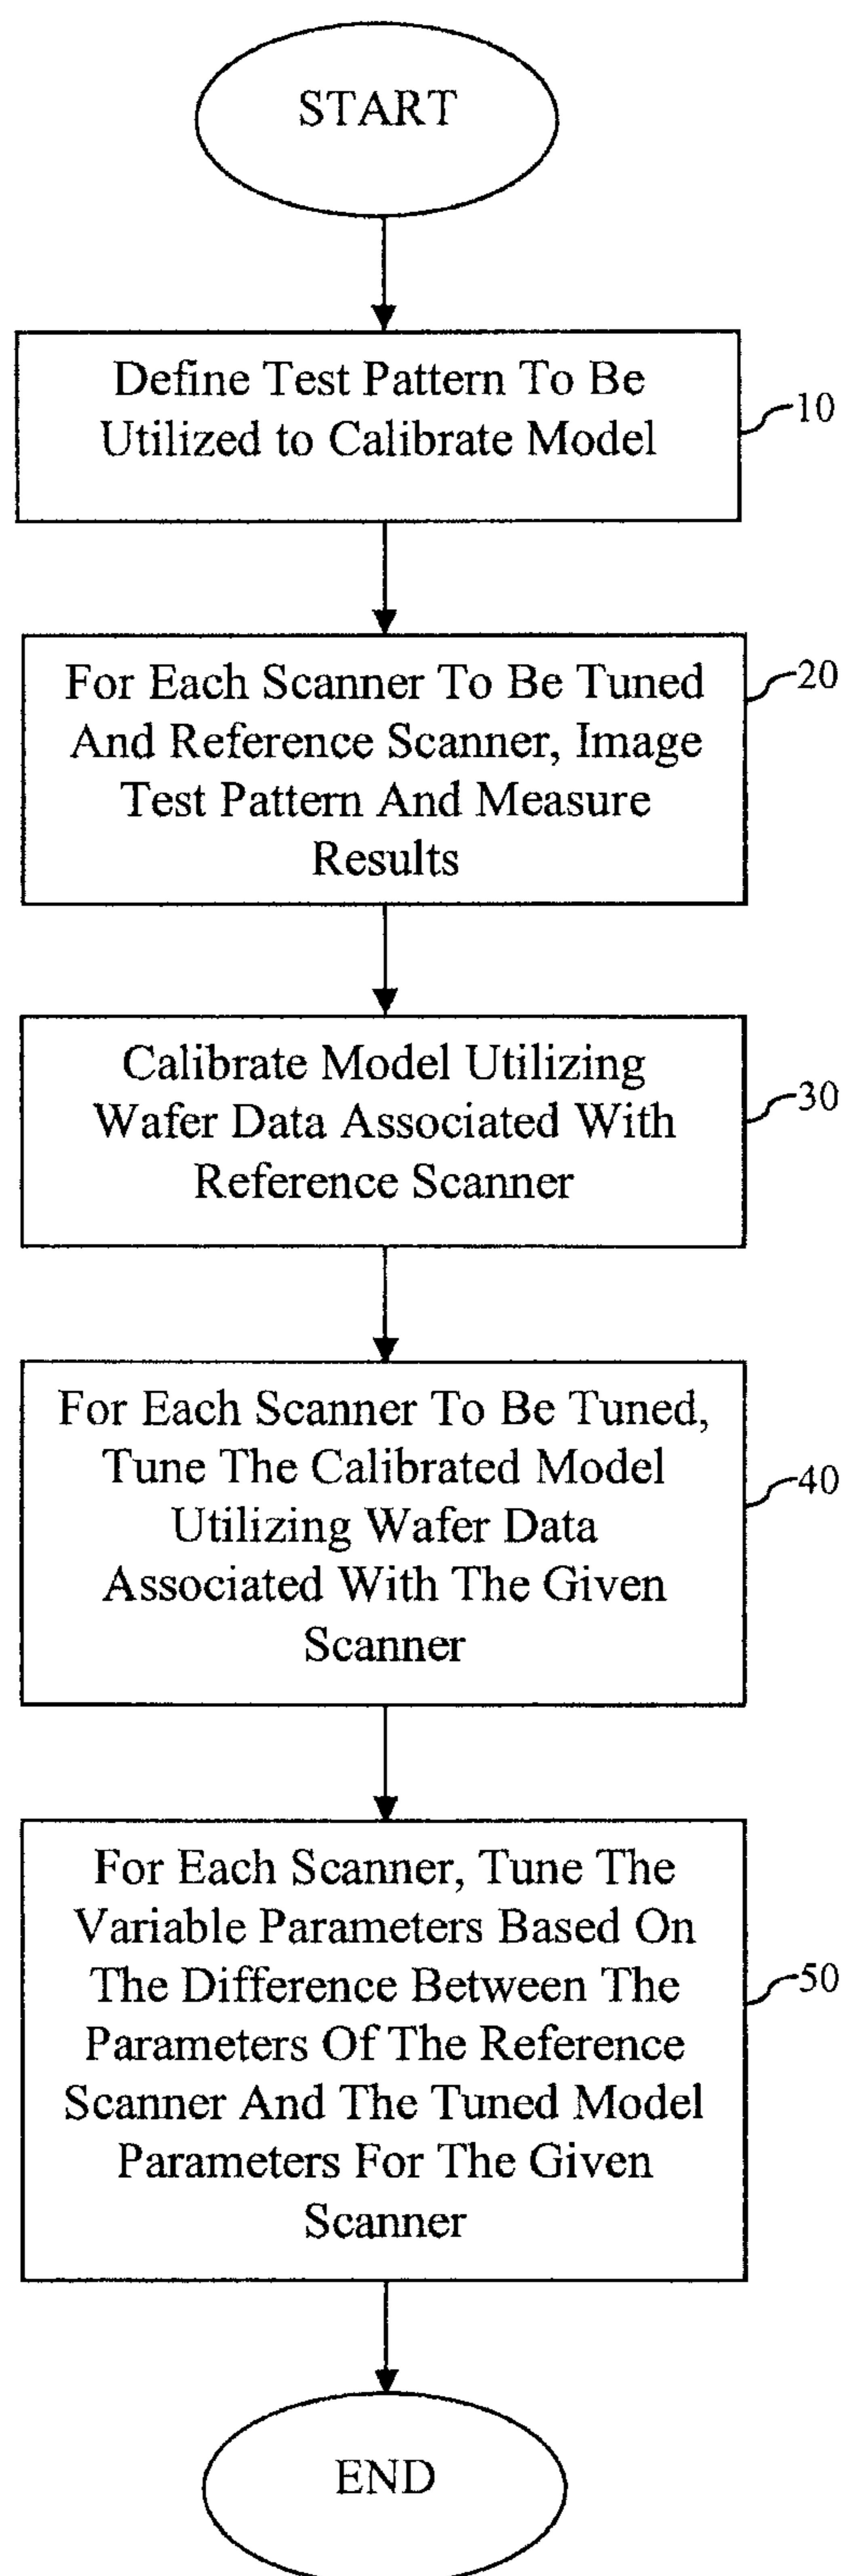 START
Define Test Pattern To Be
Utilized to Calibrate Model
10
For Each Scanner To Be Tuned
And Reference Scanner, Image
Test Pattern And Measure
Results
20
Calibrate Model Utilizing
Wafer Data Associated With
Reference Scanner
30
For Each Scanner To Be Tuned,
Tune The Calibrated Model
Utilizing Wafer Data
Associated With The Given
Scanner
40
For Each Scanner, Tune The
Variable Parameters Based On
The Difference Between The
Parameters Of The Reference
Scanner And The Tuned Model
Parameters For The Given
Scanner
50
END